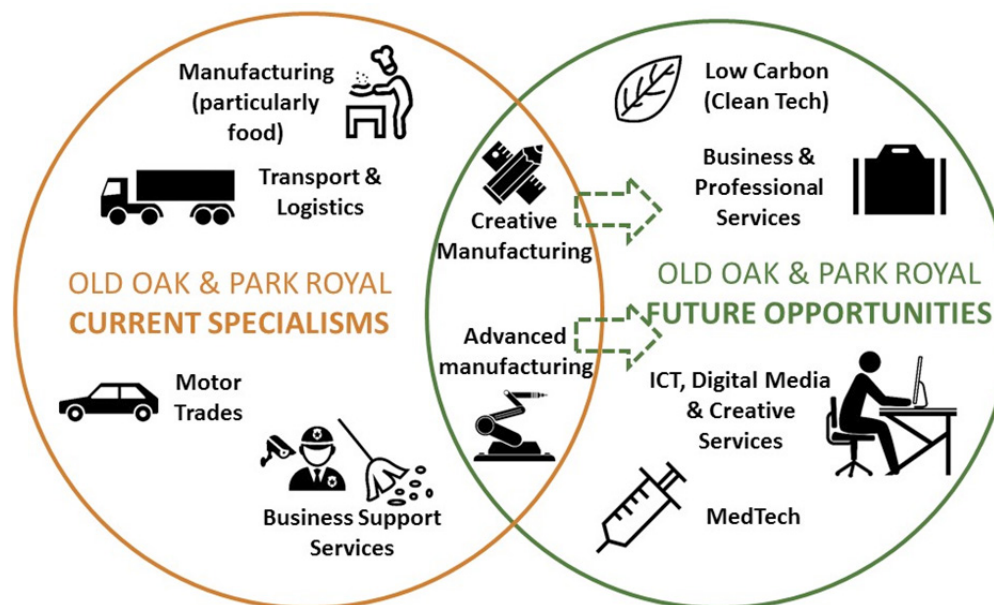 Manufacturing
(particularly
food)
Transport &
Logistics
OLD OAK & PARK ROYAL
CURRENT SPECIALISMS
Motor
Trades
Business Support
Services
Creative
Manufacturing
Advanced
manufacturing
Low Carbon
(Clean Tech)
Business &
Professional
Services
OLD OAK & PARK ROYAL
FUTURE OPPORTUNITIES
ICT, Digital Media
& Creative
Services
MedTech